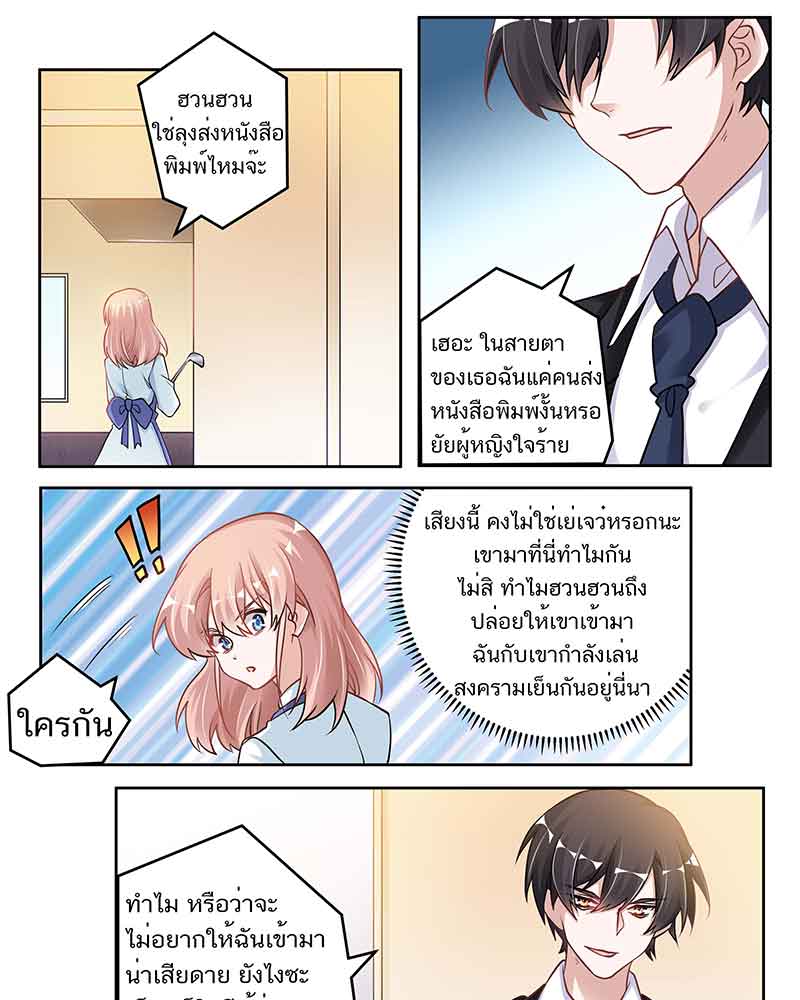 ฮวนฮวน
ใช่ลุงส่งหนังสือ
พิมพ์ไหมจ๊ะ
เฮอะ ในสายตา
ของเธอฉันแค่คนส่ง
หนังสือพิมพ์งั้นหรอ
ยัยผู้หญิงใจร้าย
!!
เสียงนี้ คงไม่ใช่เย่เจว๋หรอกนะ
เขามาที่นี่ทำไมกัน
ไม่สิ ทำไมฮวนฮวนถึง
ปล่อยให้เขาเข้ามา
ฉันกับเขากำลังเล่น
สงครามเย็นกันอยู่นี่นา
ใครกัน
ทำไม หรือว่าจะ
ไม่อยากให้ฉันเข้ามา
น่าเสียดาย ยังไงซะ